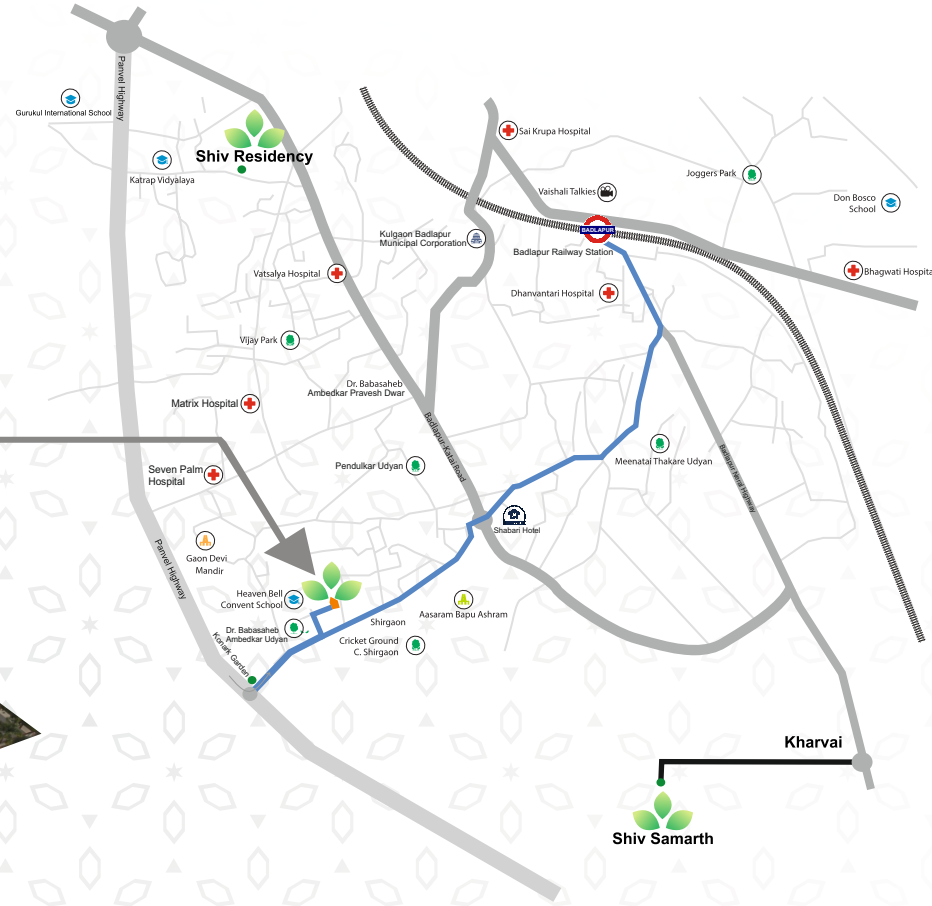 Panvel Highway
Gurukul International School
Shiv Residency
Katrap Vidyalaya
Sai Krupa Hospital
Joggers Park
Vaishali Talkies
Don Bosco
School
BADLAPUR
Kulgaon Badlapur
Municipal Corporation
Badlapur Railway Station
Vatsalya Hospital
Bhagwati Hospita
Dhanvantari Hospital
Vijay Park
Dr. Babasaheb
Ambedkar Pravesh Dwar
Matrix Hospital
Badlapur-Katai Road
Meenatai Thakare Udyan
Pendulkar Udyan
Seven Palm
Hospital
Badlapur Karjat Highway
Shabari Hotel
Gaon Devi
Mandir
Panvel Highway
Heaven Bell
Convent School
Aasaram Bapu Ashram
Shirgaon
Dr. Babasaheb
Ambedkar Udyan
Cricket Ground
C. Shirgaon
Konark Garden
Kharvai
Shiv Samarth